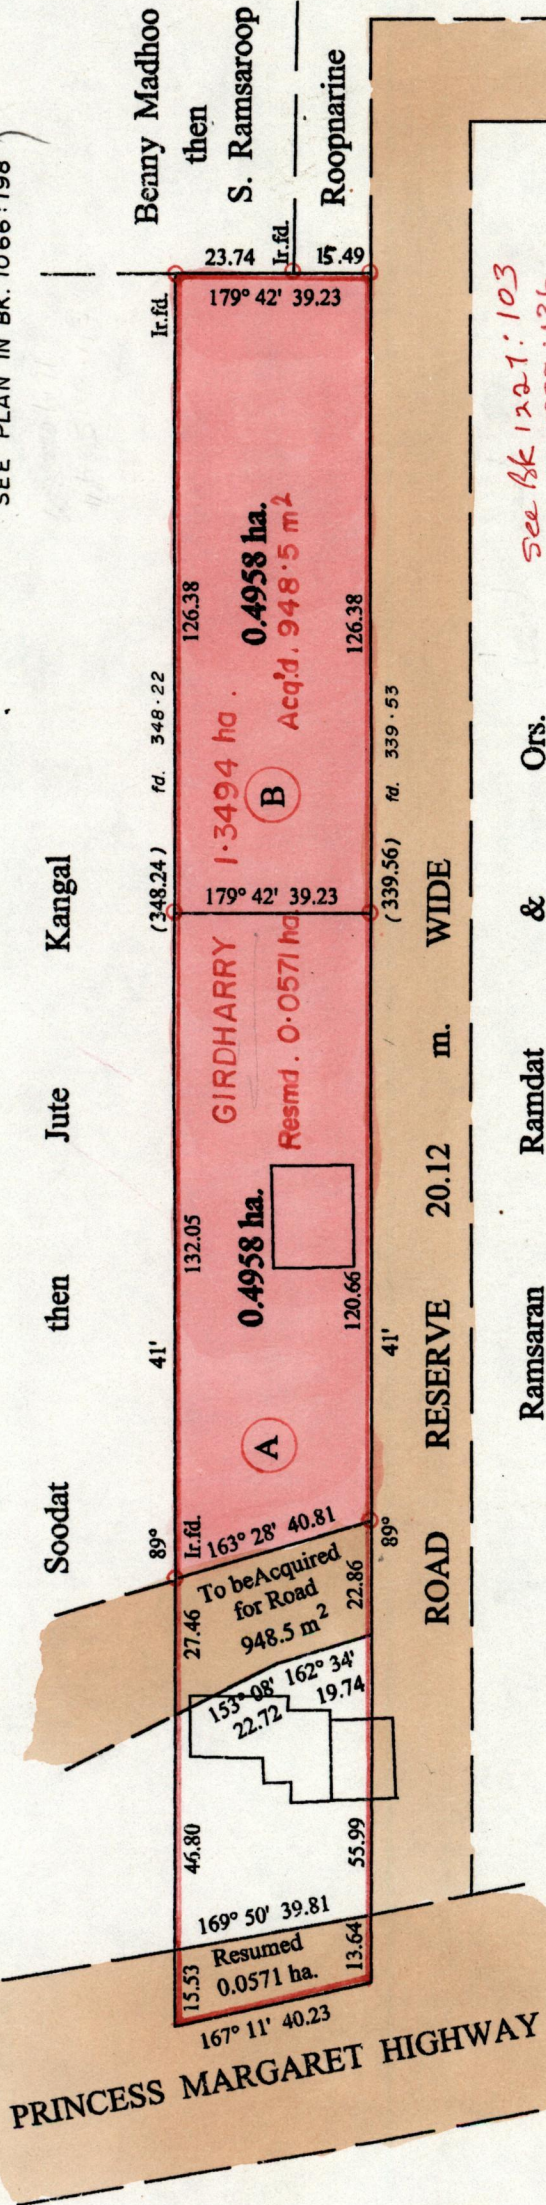 SEE PLAN IN BK. 1066:198
Benny Madhoo
then
S. Ramsaroop
Roopnarine
23.74
Ir.fd.
15.49
179° 42' 39.23
Ir.fd.
See Bk 1227: 103
126.38
0.4958 ha.
Acq'd. 948.5 m²
126.38
fd. 348.22
1.3494 ha.
B
fd. 339.53
(348.24)
179° 42' 39.23
(339.56)
Soodat then Jute Kangal
GIRDHARRY
Resmd. 0.0571 ha.
132.05
0.4958 ha.
120.66
41'
41'
A
89°
Ir.fd.
163° 28' 40.81
89°
To beAcquired
for Road
948.5 m²
27.46
22.86
153° 08'
22.72
162° 34'
19.74
46.80
55.99
169° 50' 39.81
Resumed
0.0571 ha.
15.53
13.64
167° 11' 40.23
ROAD RESERVE 20.12 m. WIDE
Ramsaran Ramdat & Ors.
PRINCESS MARGARET HIGHWAY